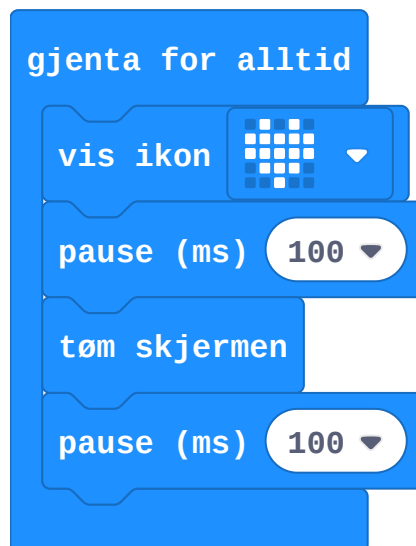 gjenta for alltid
vis ikon
pause (ms) 100
tøm skjermen
pause (ms) 100